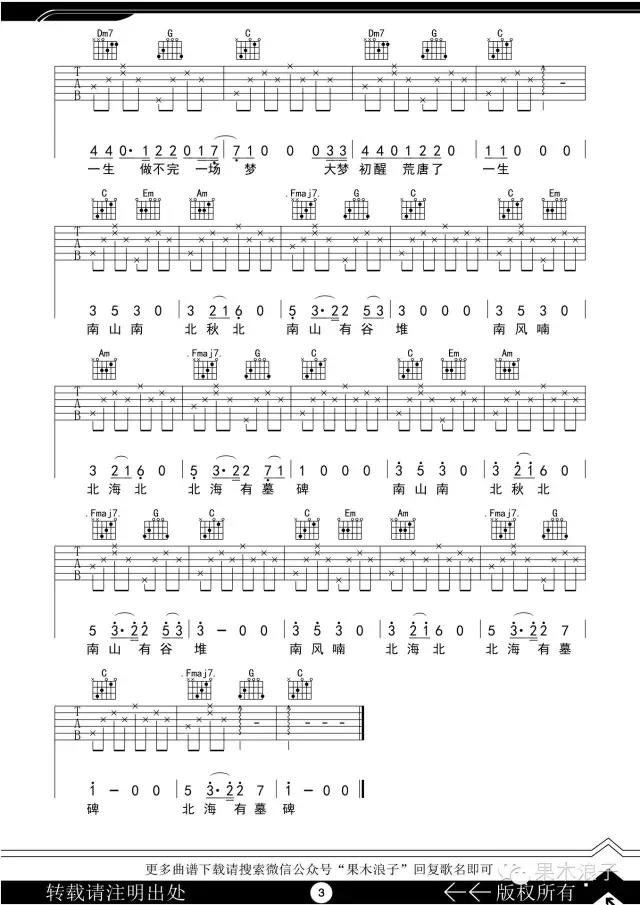 Dm7 G C Dm7 G C
T A B
4 4 0· 1 2 2 0 1 7 7 1 0 0 0 3 3 4 4 0 1 2 2 0 1 1 0 0 0
一生 做不完 一场 梦 大梦 初醒 荒唐了 一生
C Em Am .Fmaj7. G C C Em
T A B
3 5 3 0 3 2 1 6 0 5 3· 2 2 5 3 3 0 0 0 3 5 3 0
南 山 南 北 秋 北 南 山 有 谷 堆 南 风 喃
Am .Fmaj7. G C C Em Am
T A B
3 2 1 6 0 5 3· 2 2 7 1 1 0 0 0 3 5 3 0 3 2 1 6 0
北 海 北 北 海 有 墓 碑 南 山 南 北 秋 北
.Fmaj7. G C C Em Am .Fmaj7. G
T A B
5 3· 2 2 5 3 3 — 0 0 3 5 3 0 3 2 1 6 0 5 3· 2 2 7
南 山 有 谷 堆 南 风 喃 北 海 北 北 海 有 墓
C .Fmaj7. G C
T A B
1 — 0 0 5 3· 2 2 7 1 — 0 0
碑 北 海 有 墓 碑
更多曲谱下载请搜索微信公众号“果木浪子”回复歌名即可
果木浪子
转载请注明出处 3 版权所有